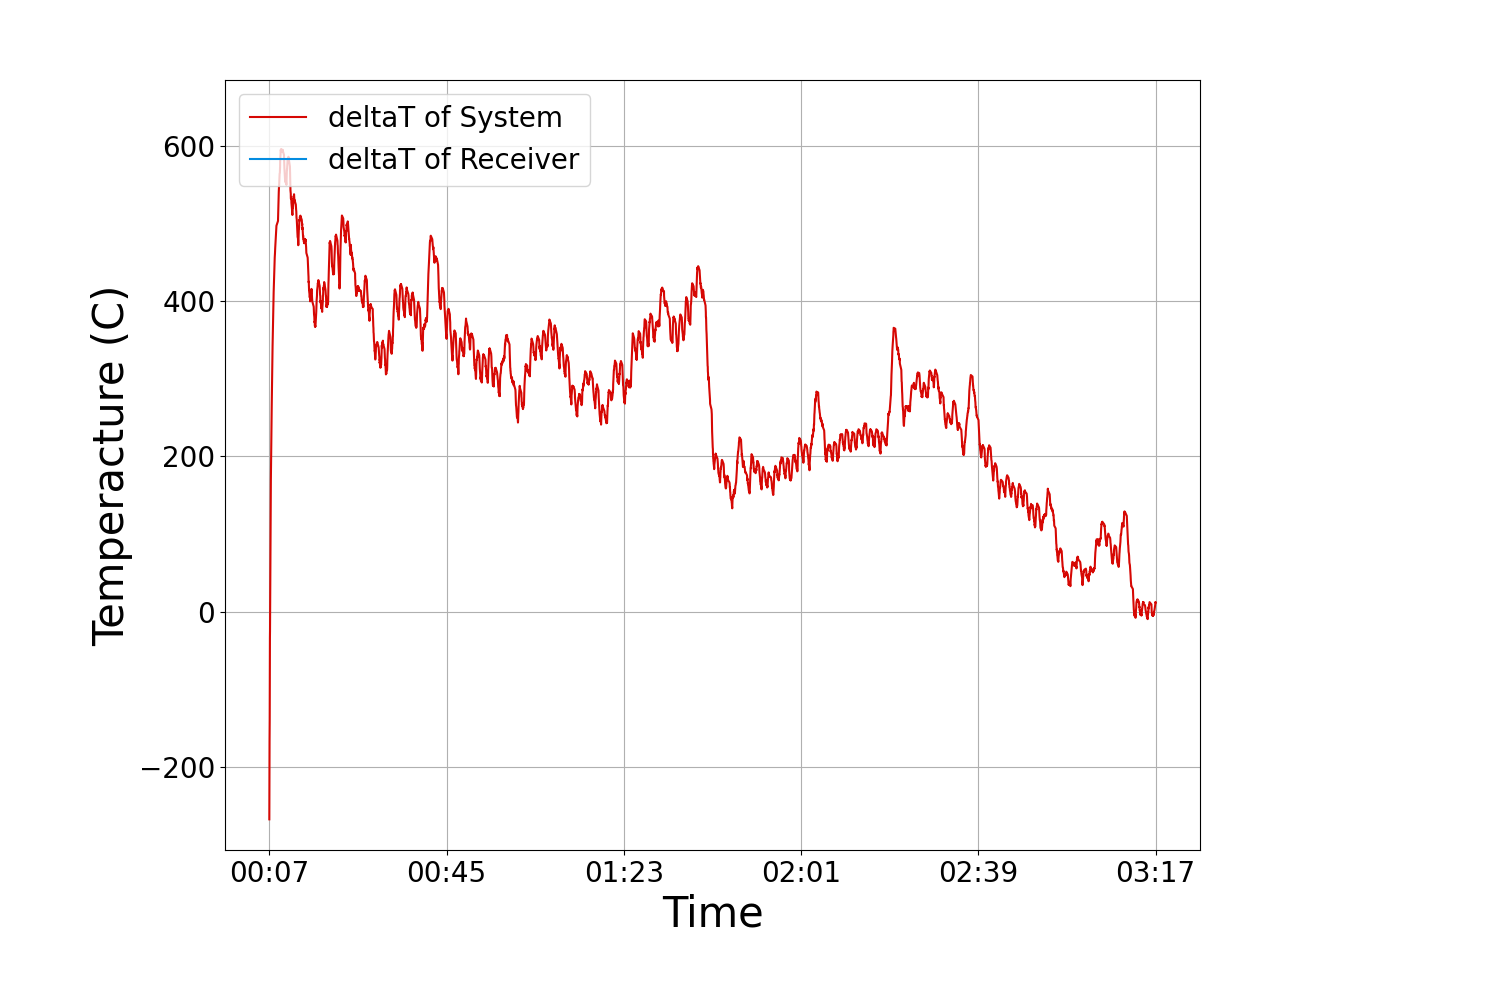 deltaT of System
deltaT of Receiver
600
400
200
0
−200
Temperacture (C)
00:07 00:45 01:23 02:01 02:39 03:17
Time